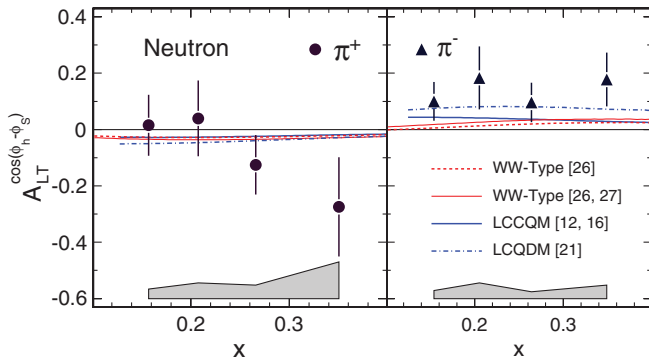 Neutron
π+
π-
A_LT^cos(ϕh-ϕS)
0.4
0.2
0
-0.2
-0.4
-0.6
WW-Type [26]
WW-Type [26, 27]
LCCQM [12, 16]
LCQDM [21]
0.2 0.3 0.2 0.3
x x